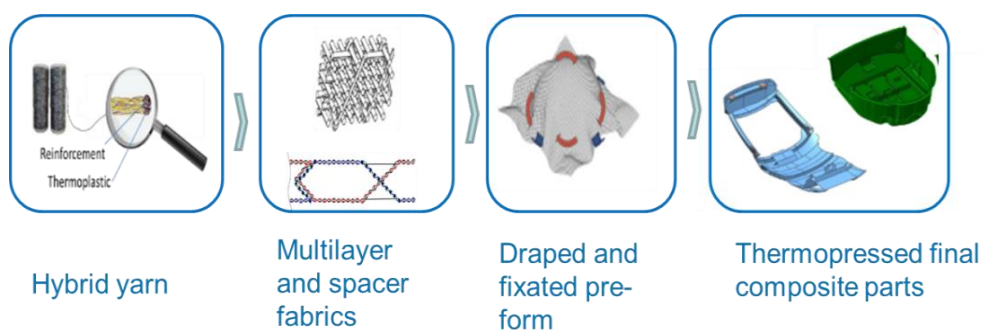 Reinforcement
Thermoplastic
Hybrid yarn
Multilayer
and spacer
fabrics
Draped and
fixated pre-
form
Thermopressed final
composite parts